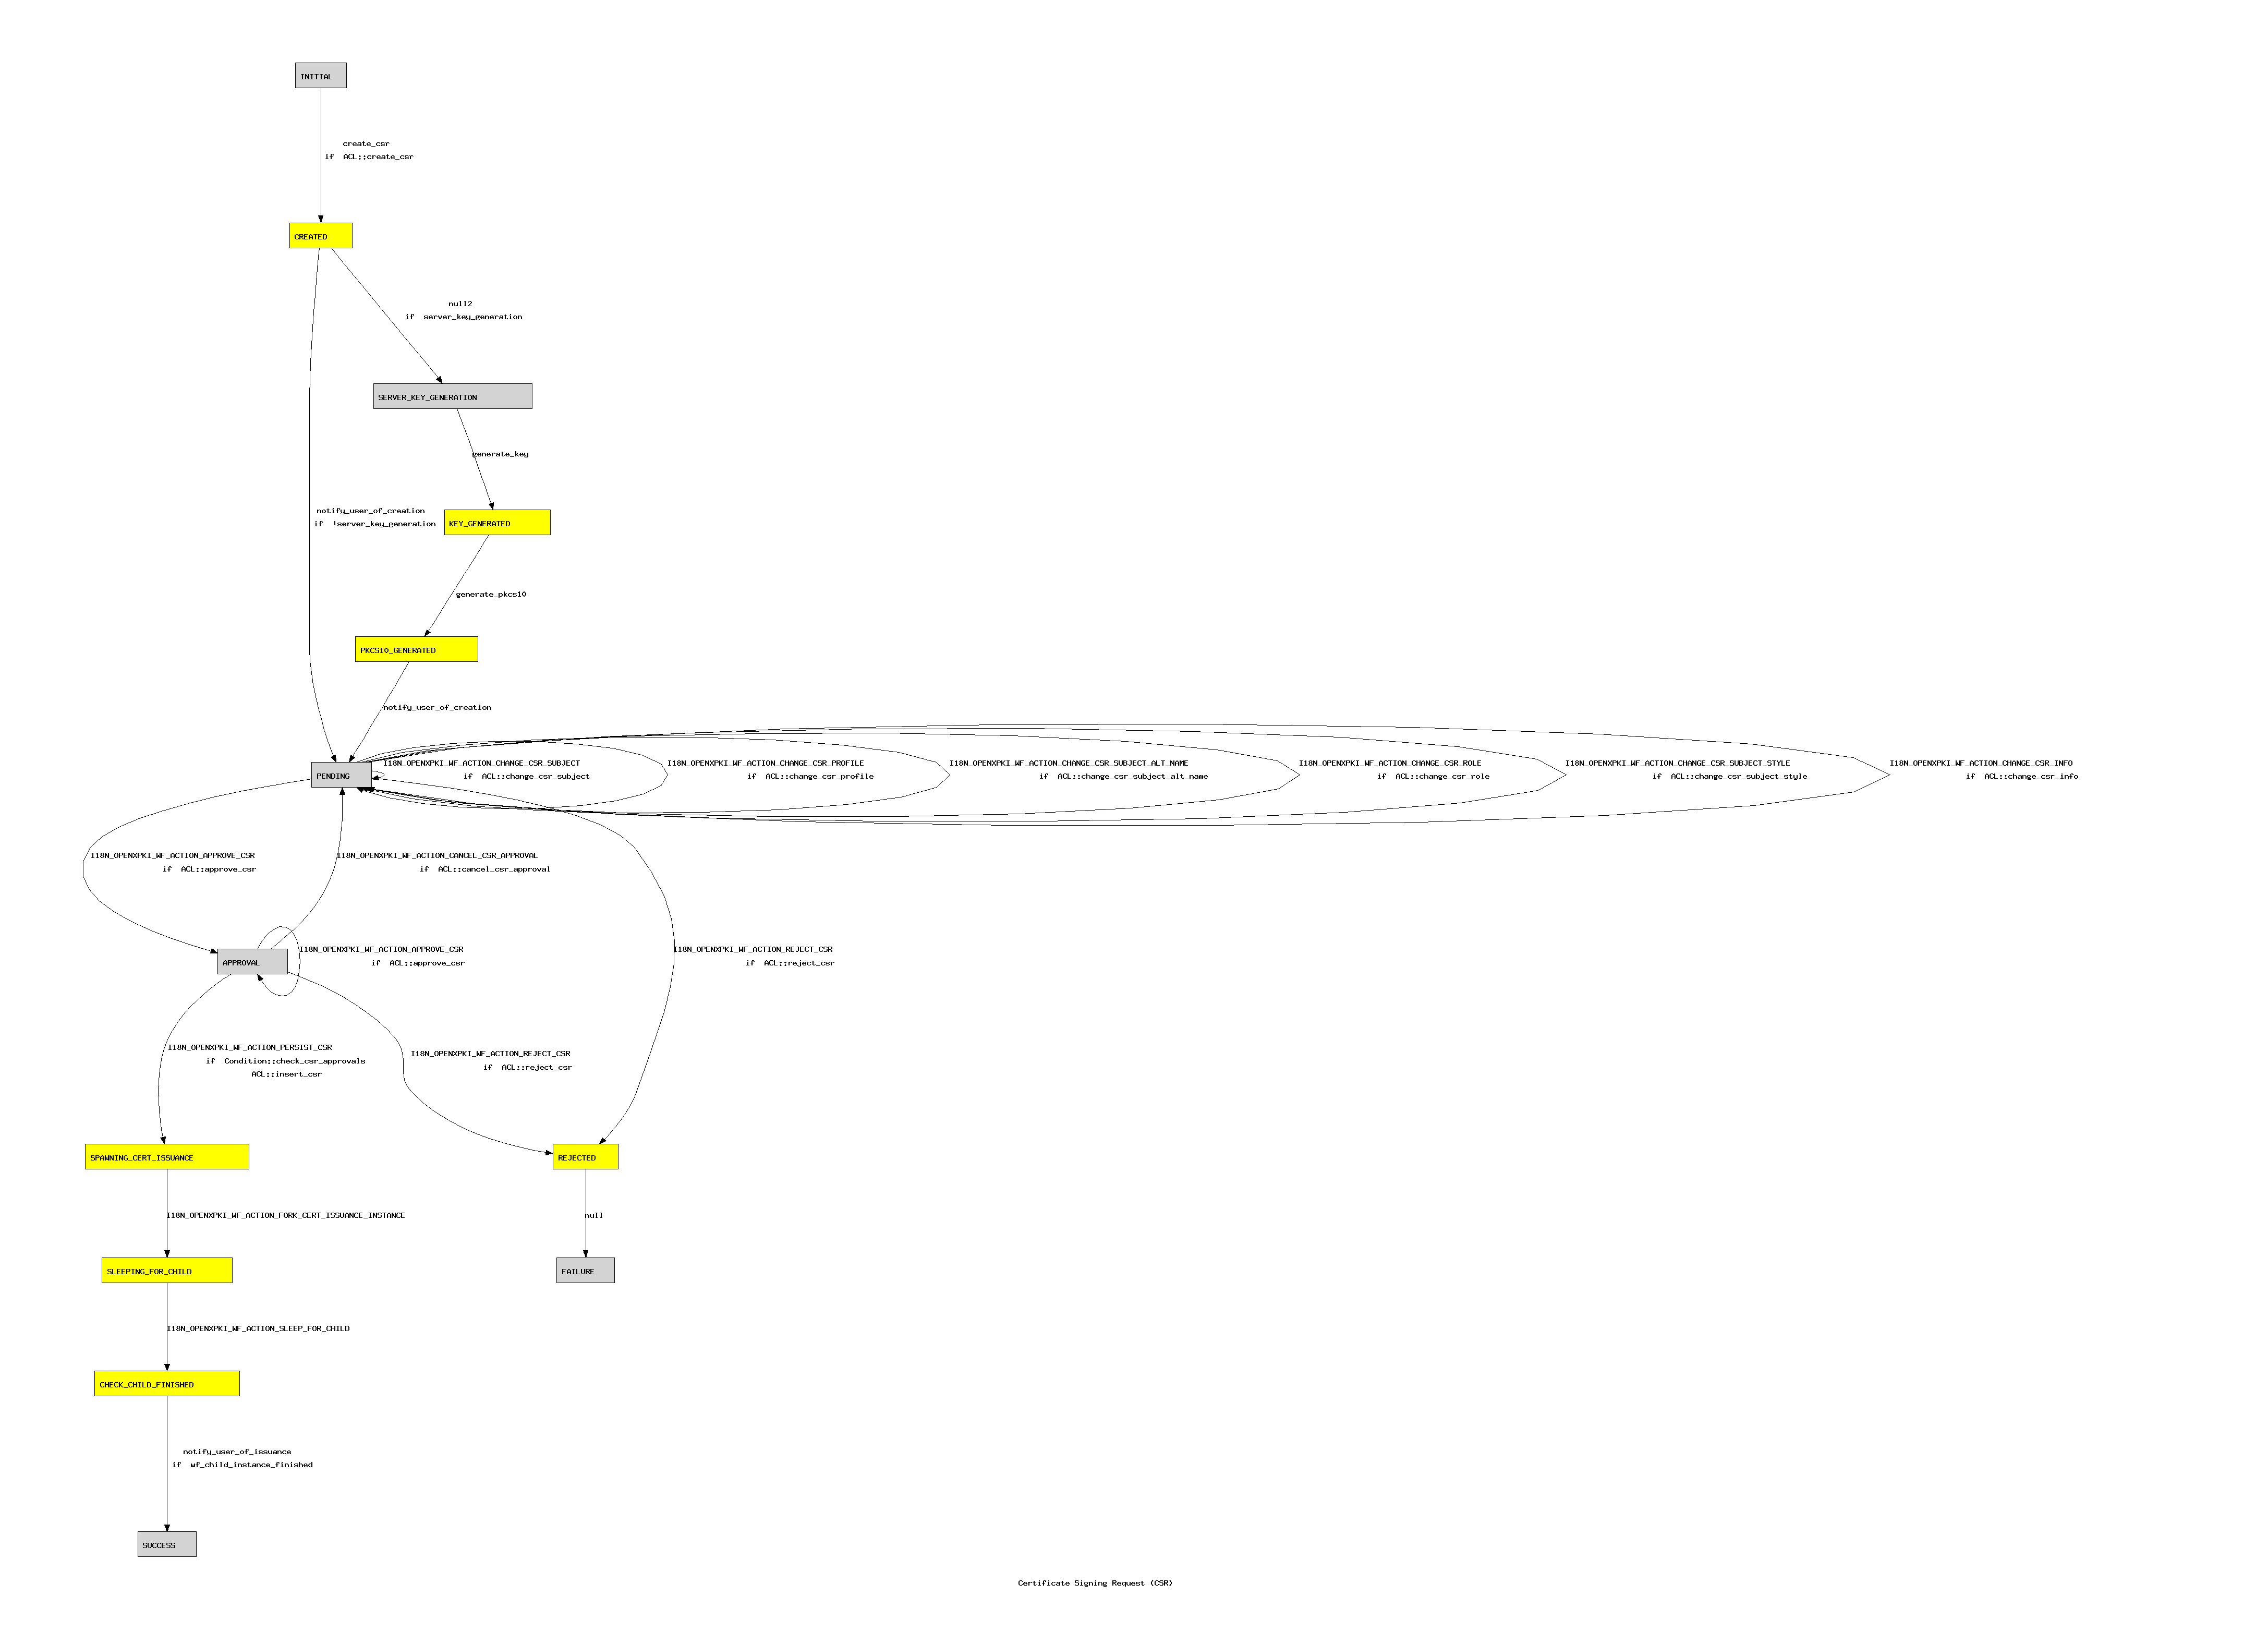 INITIAL
create_csr
if ACL::create_csr
CREATED
null2
if server_key_generation
SERVER_KEY_GENERATION
generate_key
notify_user_of_creation
if !server_key_generation
KEY_GENERATED
generate_pkcs10
PKCS10_GENERATED
notify_user_of_creation
PENDING
I18N_OPENXPKI_WF_ACTION_CHANGE_CSR_SUBJECT
if ACL::change_csr_subject
I18N_OPENXPKI_WF_ACTION_CHANGE_CSR_PROFILE
if ACL::change_csr_profile
I18N_OPENXPKI_WF_ACTION_CHANGE_CSR_SUBJECT_ALT_NAME
if ACL::change_csr_subject_alt_name
I18N_OPENXPKI_WF_ACTION_CHANGE_CSR_ROLE
if ACL::change_csr_role
I18N_OPENXPKI_WF_ACTION_CHANGE_CSR_SUBJECT_STYLE
if ACL::change_csr_subject_style
I18N_OPENXPKI_WF_ACTION_CHANGE_CSR_INFO
if ACL::change_csr_info
I18N_OPENXPKI_WF_ACTION_APPROVE_CSR
if ACL::approve_csr
I18N_OPENXPKI_WF_ACTION_CANCEL_CSR_APPROVAL
if ACL::cancel_csr_approval
APPROVAL
I18N_OPENXPKI_WF_ACTION_APPROVE_CSR
if ACL::approve_csr
I18N_OPENXPKI_WF_ACTION_REJECT_CSR
if ACL::reject_csr
I18N_OPENXPKI_WF_ACTION_PERSIST_CSR
if Condition::check_csr_approvals
ACL::insert_csr
I18N_OPENXPKI_WF_ACTION_REJECT_CSR
if ACL::reject_csr
SPAWNING_CERT_ISSUANCE
REJECTED
I18N_OPENXPKI_WF_ACTION_FORK_CERT_ISSUANCE_INSTANCE
null
SLEEPING_FOR_CHILD
FAILURE
I18N_OPENXPKI_WF_ACTION_SLEEP_FOR_CHILD
CHECK_CHILD_FINISHED
notify_user_of_issuance
if wf_child_instance_finished
SUCCESS
Certificate Signing Request (CSR)